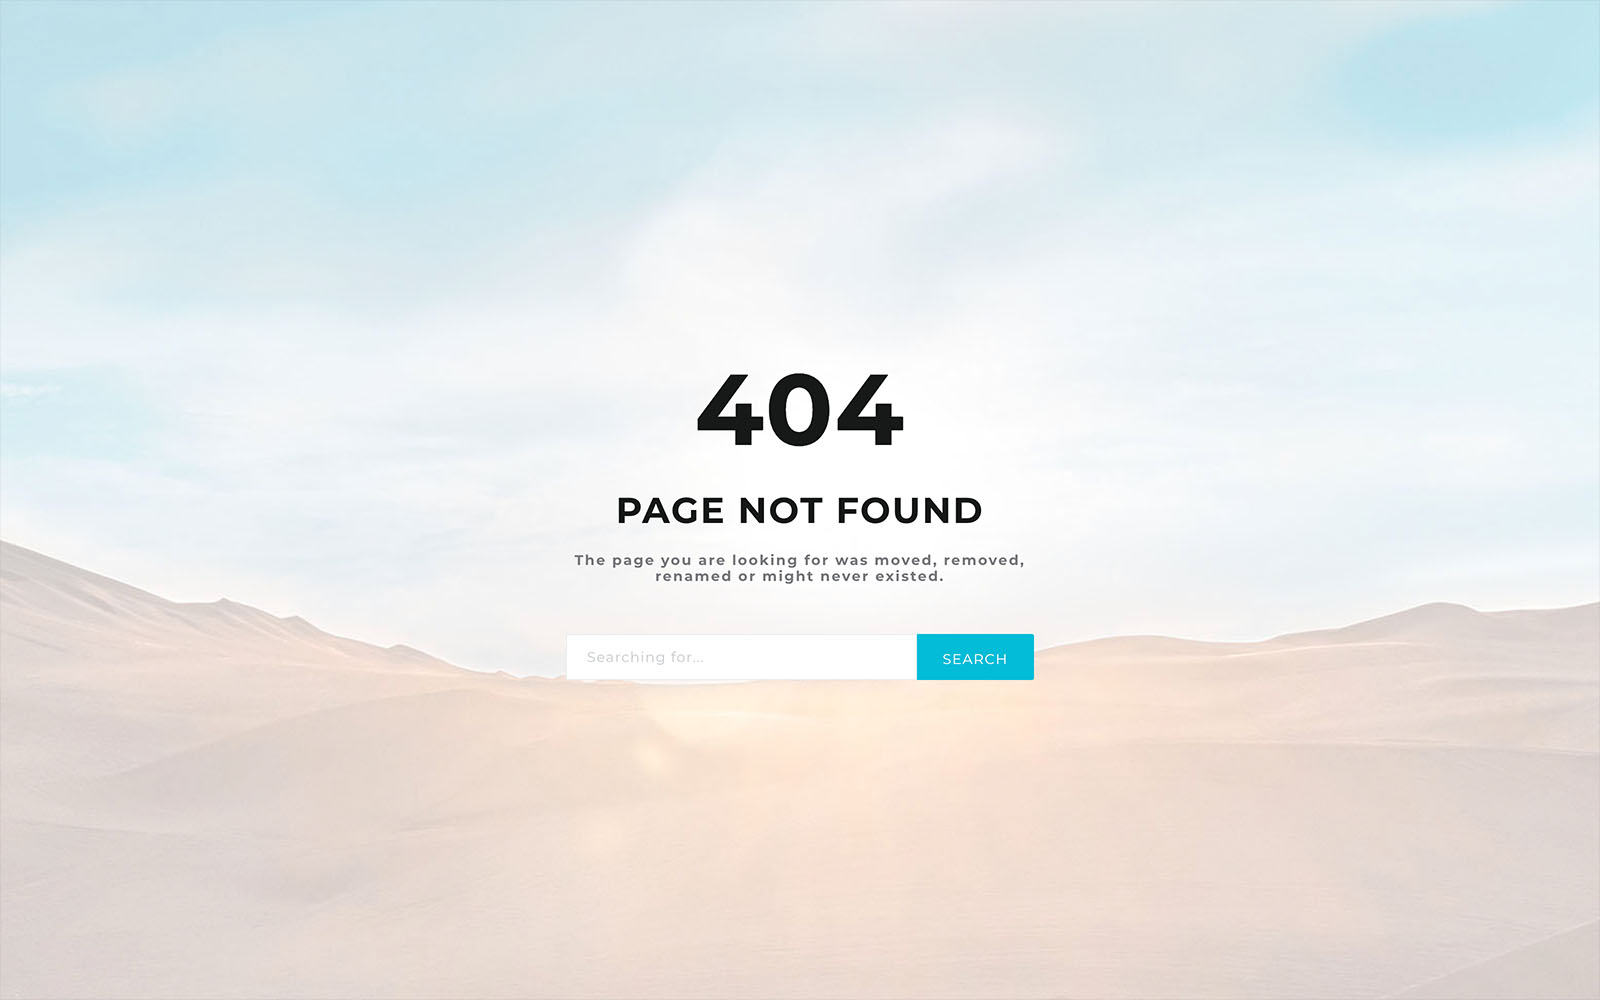 404
PAGE NOT FOUND
The page you are looking for was moved, removed,
renamed or might never existed.
Searching for...
SEARCH